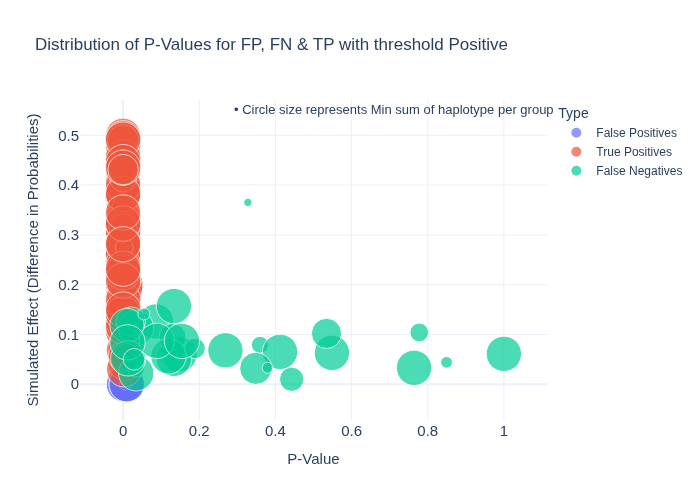 Distribution of P-Values for FP, FN & TP with threshold Positive
• Circle size represents Min sum of haplotype per group
Type
False Positives
True Positives
False Negatives
Simulated Effect (Difference in Probabilities)
0.5
0.4
0.3
0.2
0.1
0
0
0.2
0.4
0.6
0.8
1
P-Value